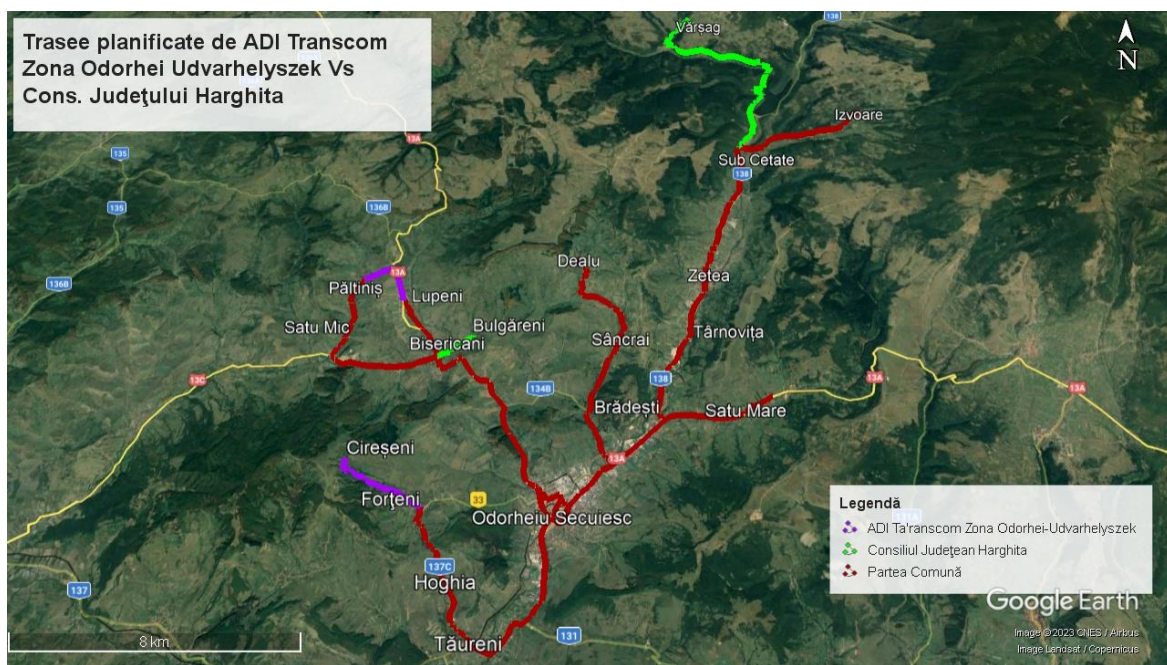 Trasee planificate de ADI Transcom
Zona Odorhei Udvarhelyszek Vs
Cons. Județului Harghita
Vărșag
138
N
Izvoare
Sub Cetate
138
13A
135
135
136B
136B
Dealu
Zetea
13A
Păltiniș
Lupeni
Satu Mic
Bulgăreni
Bisericani
Sâncrai
Târnovița
13C
134B
138
13A
13A
Brădești
Satu Mare
Cireșeni
13A
Forțeni
33
Odorheiu Secuiesc
131A
137C
Hoghia
137
Tăureni
131
8 km
Legendă
ADI Ta'ranscom Zona Odorhei-Udvarhelyszek
Consiliul Județean Harghita
Partea Comună
Google Earth
Image ©2023 CNES / Airbus
Image Landsat / Copernicus